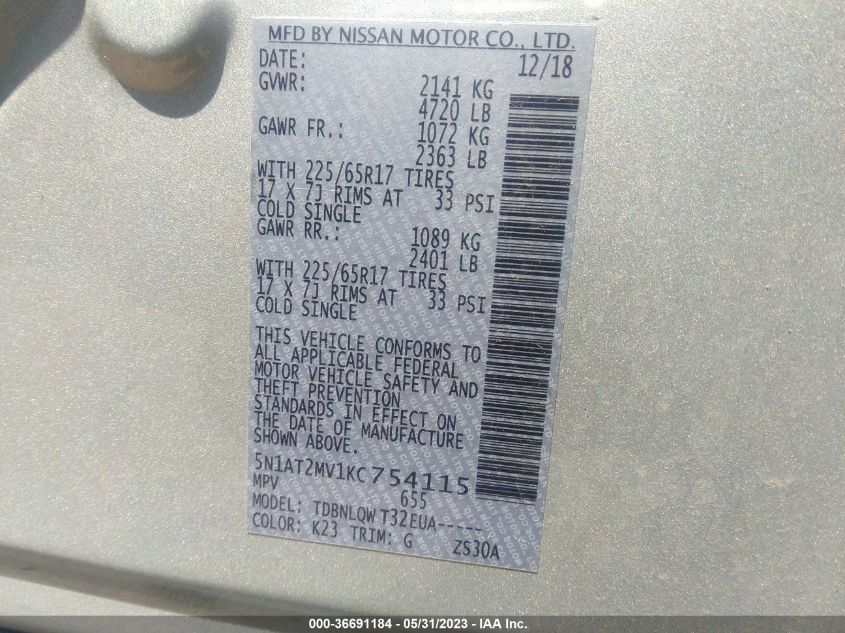 MFD BY NISSAN MOTOR CO., LTD.
DATE: 12/18
GVWR: 2141 KG
4720 LB
GAWR FR.: 1072 KG
2363 LB
WITH 225/65R17 TIRES
17 X 7J RIMS AT 33 PSI
COLD SINGLE
GAWR RR.: 1089 KG
2401 LB
WITH 225/65R17 TIRES
17 X 7J RIMS AT 33 PSI
COLD SINGLE
THIS VEHICLE CONFORMS TO
ALL APPLICABLE FEDERAL
MOTOR VEHICLE SAFETY AND
THEFT PREVENTION
STANDARDS IN EFFECT ON
THE DATE OF MANUFACTURE
SHOWN ABOVE.
5N1AT2MV1KC754115
MPV 655
MODEL: TDBNLQW T32EUA-----
COLOR: K23 TRIM: G ZS30A
000-36691184 - 05/31/2023 - IAA Inc.